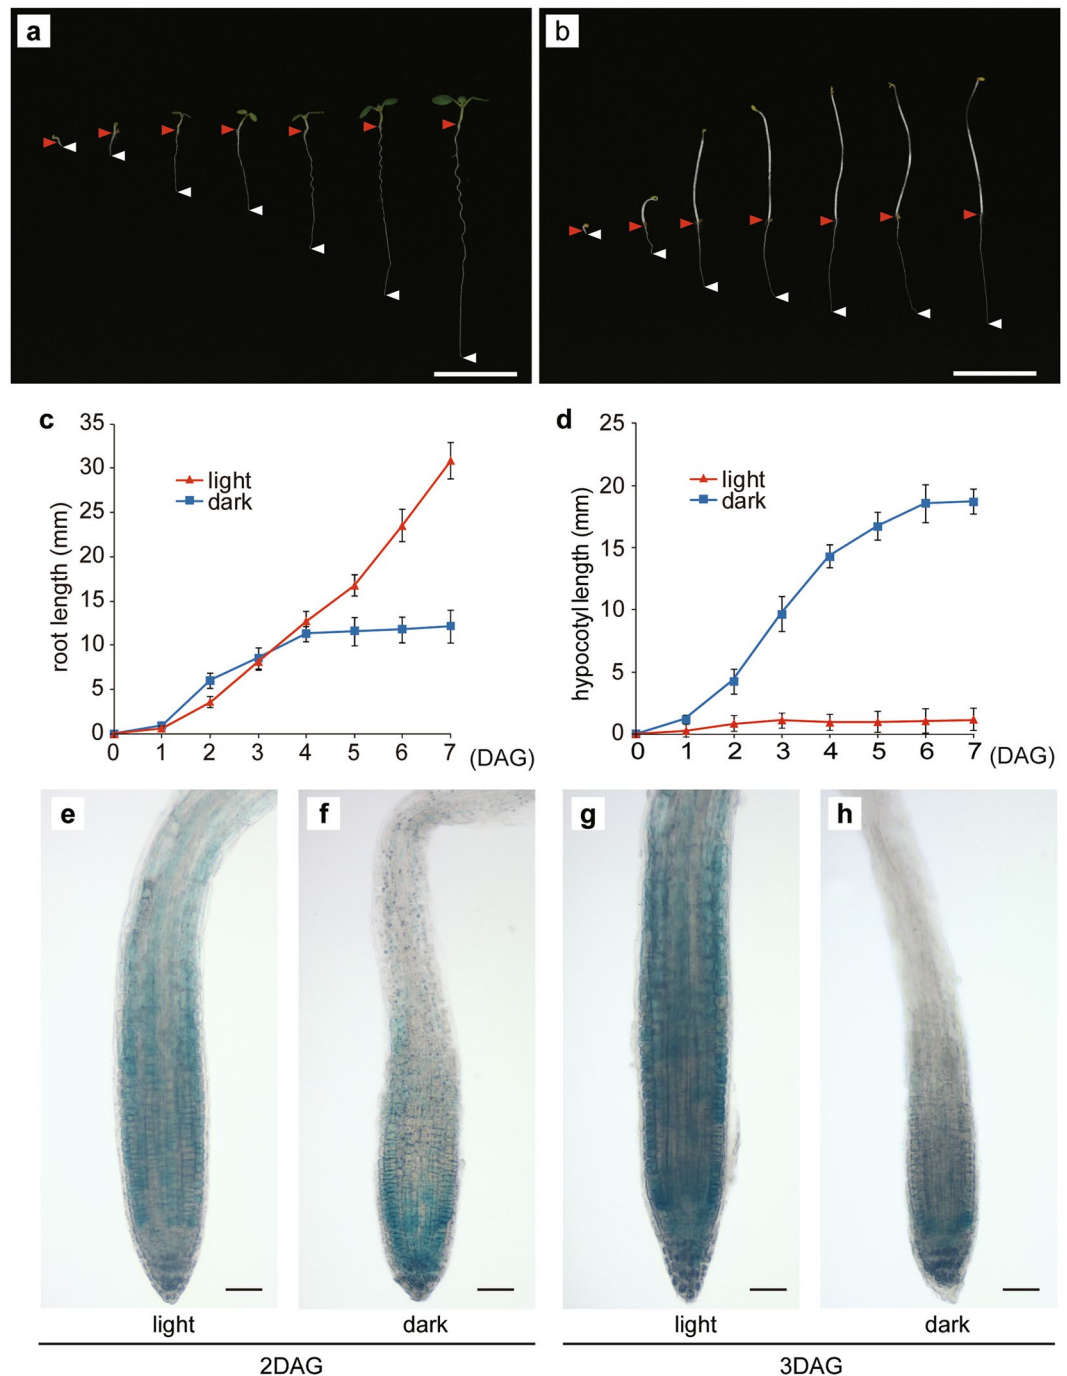 a
b
c
35
30
25
20
15
10
5
0
root length (mm)
light
dark
0 1 2 3 4 5 6 7 (DAG)
d
25
20
15
10
5
0
hypocotyl length (mm)
light
dark
0 1 2 3 4 5 6 7 (DAG)
e
f
g
h
light
dark
light
dark
2DAG
3DAG